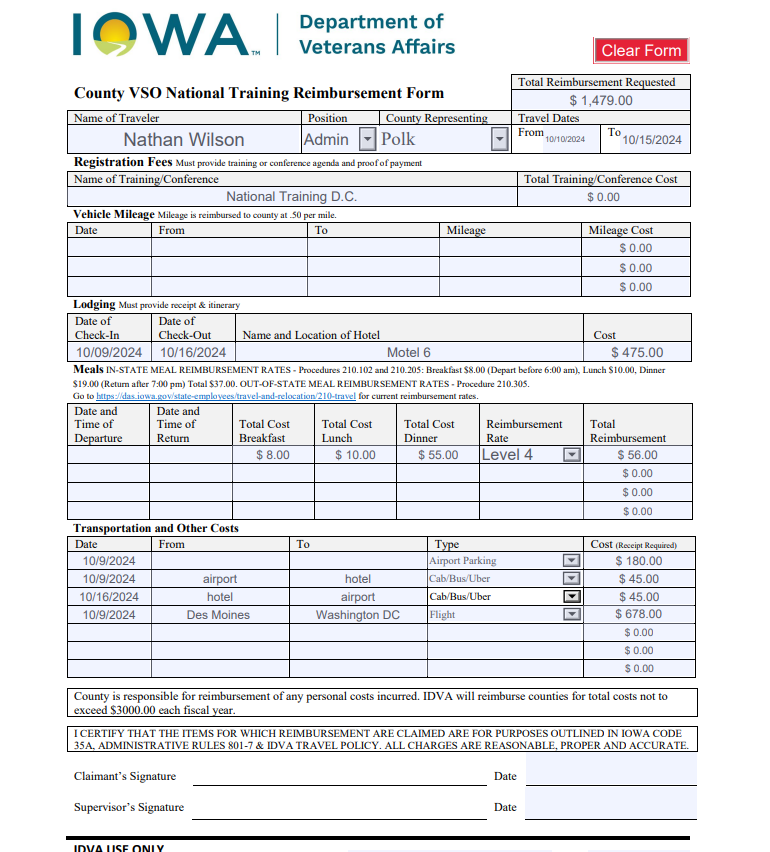 IOWA™
Department of
Veterans Affairs
Clear Form
County VSO National Training Reimbursement Form
Total Reimbursement Requested
$ 1,479.00
Name of Traveler Position County Representing Travel Dates
Nathan Wilson Admin Polk From 10/10/2024 To 10/15/2024
Registration Fees Must provide training or conference agenda and proof of payment
Name of Training/Conference Total Training/Conference Cost
National Training D.C. $ 0.00
Vehicle Mileage Mileage is reimbursed to county at .50 per mile.
Date From To Mileage Mileage Cost
$ 0.00
$ 0.00
$ 0.00
Lodging Must provide receipt & itinerary
Date of Check-In Date of Check-Out Name and Location of Hotel Cost
10/09/2024 10/16/2024 Motel 6 $ 475.00
Meals IN-STATE MEAL REIMBURSEMENT RATES - Procedures 210.102 and 210.205: Breakfast $8.00 (Depart before 6:00 am), Lunch $10.00, Dinner
$19.00 (Return after 7:00 pm) Total $37.00. OUT-OF-STATE MEAL REIMBURSEMENT RATES - Procedure 210.305.
Go to https://das.iowa.gov/state-employees/travel-and-relocation/210-travel for current reimbursement rates.
Date and Time of Departure Date and Time of Return Total Cost Breakfast Total Cost Lunch Total Cost Dinner Reimbursement Rate Total Reimbursement
$ 8.00 $ 10.00 $ 55.00 Level 4 $ 56.00
$ 0.00
$ 0.00
$ 0.00
Transportation and Other Costs
Date From To Type Cost (Receipt Required)
10/9/2024 Airport Parking $ 180.00
10/9/2024 airport hotel Cab/Bus/Uber $ 45.00
10/16/2024 hotel airport Cab/Bus/Uber $ 45.00
10/9/2024 Des Moines Washington DC Flight $ 678.00
$ 0.00
$ 0.00
$ 0.00
County is responsible for reimbursement of any personal costs incurred. IDVA will reimburse counties for total costs not to
exceed $3000.00 each fiscal year.
I CERTIFY THAT THE ITEMS FOR WHICH REIMBURSEMENT ARE CLAIMED ARE FOR PURPOSES OUTLINED IN IOWA CODE
35A, ADMINISTRATIVE RULES 801-7 & IDVA TRAVEL POLICY. ALL CHARGES ARE REASONABLE, PROPER AND ACCURATE.
Claimant's Signature Date
Supervisor's Signature Date
IDVA USE ONLY